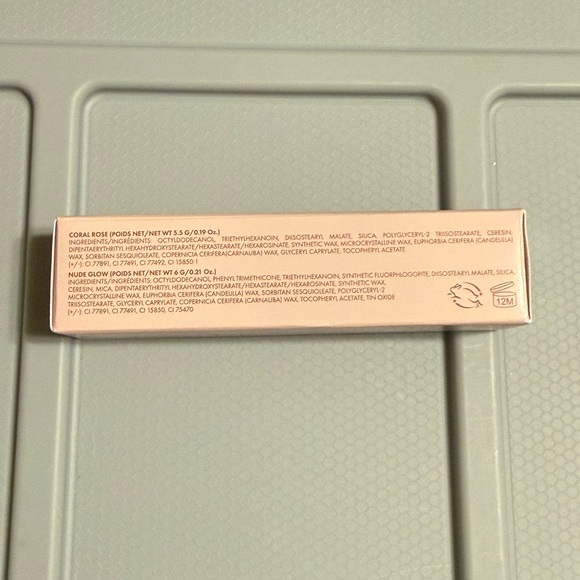 CORAL ROSE (POIDS NET/NET WT 5.5 G/0.19 Oz.)
INGREDIENTS/INGRÉDIENTS: OCTYLDODECANOL, TRIETHYLHEXANOIN, DIISOSTEARYL MALATE, SILICA, POLYGLYCERYL-2 TRIISOSTEARATE, CERESIN,
DIPENTAERYTHRITYL HEXAHYDROXYSTEARATE/HEXASTEARATE/HEXAROSINATE, SYNTHETIC WAX, MICROCRYSTALLINE WAX, EUPHORBIA CERIFERA (CANDELILLA)
WAX, SORBITAN SESQUIOLEATE, COPERNICIA CERIFERA(CARNAUBA) WAX, GLYCERYL CAPRYLATE, TOCOPHERYL ACETATE
(+/-): CI 77891, CI 77491, CI 77492, CI 15850
NUDE GLOW (POIDS NET/NET WT 6 G/0.21 Oz.)
INGREDIENTS/INGRÉDIENTS: OCTYLDODECANOL, PHENYL TRIMETHICONE, TRIETHYLHEXANOIN, SYNTHETIC FLUORPHLOGOPITE, DIISOSTEARYL MALATE, SILICA,
CERESIN, MICA, DIPENTAERYTHRITYL HEXAHYDROXYSTEARATE/HEXASTEARATE/HEXAROSINATE, SYNTHETIC WAX,
MICROCRYSTALLINE WAX, EUPHORBIA CERIFERA (CANDELILLA) WAX, SORBITAN SESQUIOLEATE, POLYGLYCERYL-2
TRIISOSTEARATE, GLYCERYL CAPRYLATE, COPERNICIA CERIFERA (CARNAUBA) WAX, TOCOPHERYL ACETATE, TIN OXIDE
(+/-): CI 77891, CI 77491, CI 15850, CI 75470
12M